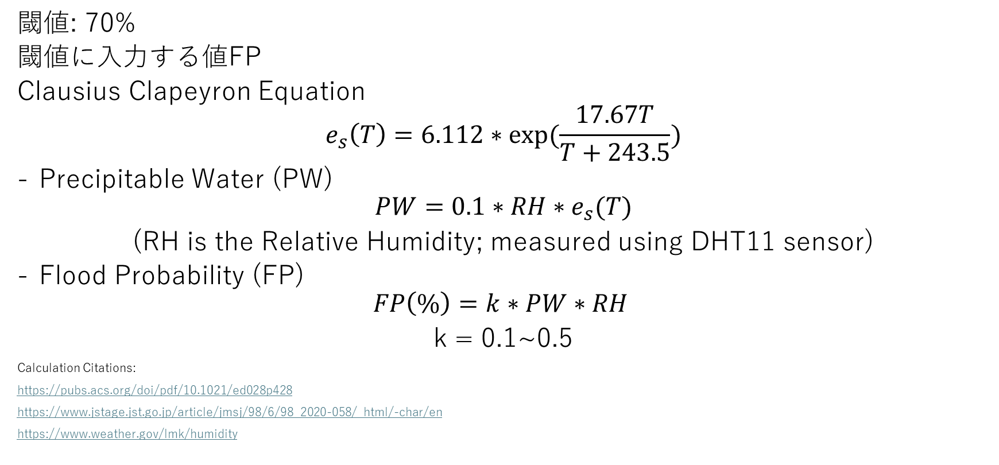 閾値: 70%
閾値に入力する値FP
Clausius Clapeyron Equation
e_s(T) = 6.112 ∗ exp(17.67T / T + 243.5)
- Precipitable Water (PW)
PW = 0.1 ∗ RH ∗ e_s(T)
(RH is the Relative Humidity; measured using DHT11 sensor)
- Flood Probability (FP)
FP(%) = k ∗ PW ∗ RH
k = 0.1~0.5
Calculation Citations:
https://pubs.acs.org/doi/pdf/10.1021/ed028p428
https://www.jstage.jst.go.jp/article/jmsj/98/6/98_2020-058/_html/-char/en
https://www.weather.gov/lmk/humidity